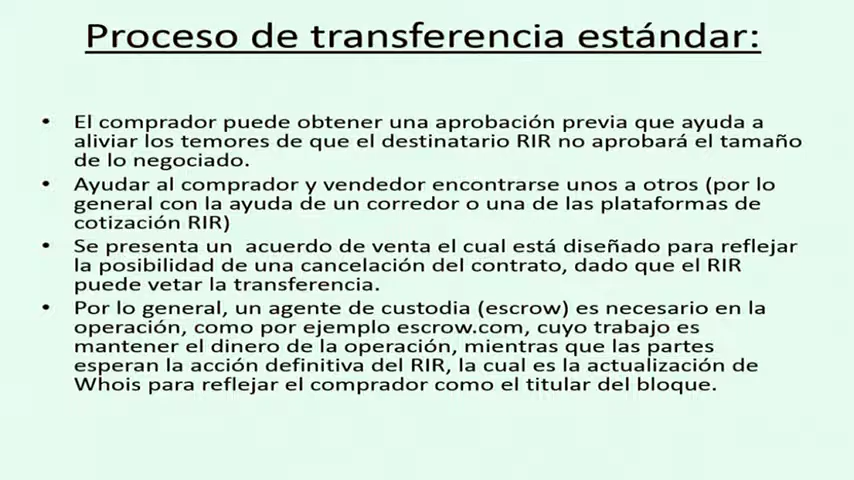 Proceso de transferencia estándar:
• El comprador puede obtener una aprobación previa que ayuda a
aliviar los temores de que el destinatario RIR no aprobará el tamaño
de lo negociado.
• Ayudar al comprador y vendedor encontrarse unos a otros (por lo
general con la ayuda de un corredor o una de las plataformas de
cotización RIR)
• Se presenta un acuerdo de venta el cual está diseñado para reflejar
la posibilidad de una cancelación del contrato, dado que el RIR
puede vetar la transferencia.
• Por lo general, un agente de custodia (escrow) es necesario en la
operación, como por ejemplo escrow.com, cuyo trabajo es
mantener el dinero de la operación, mientras que las partes
esperan la acción definitiva del RIR, la cual es la actualización de
Whois para reflejar el comprador como el titular del bloque.